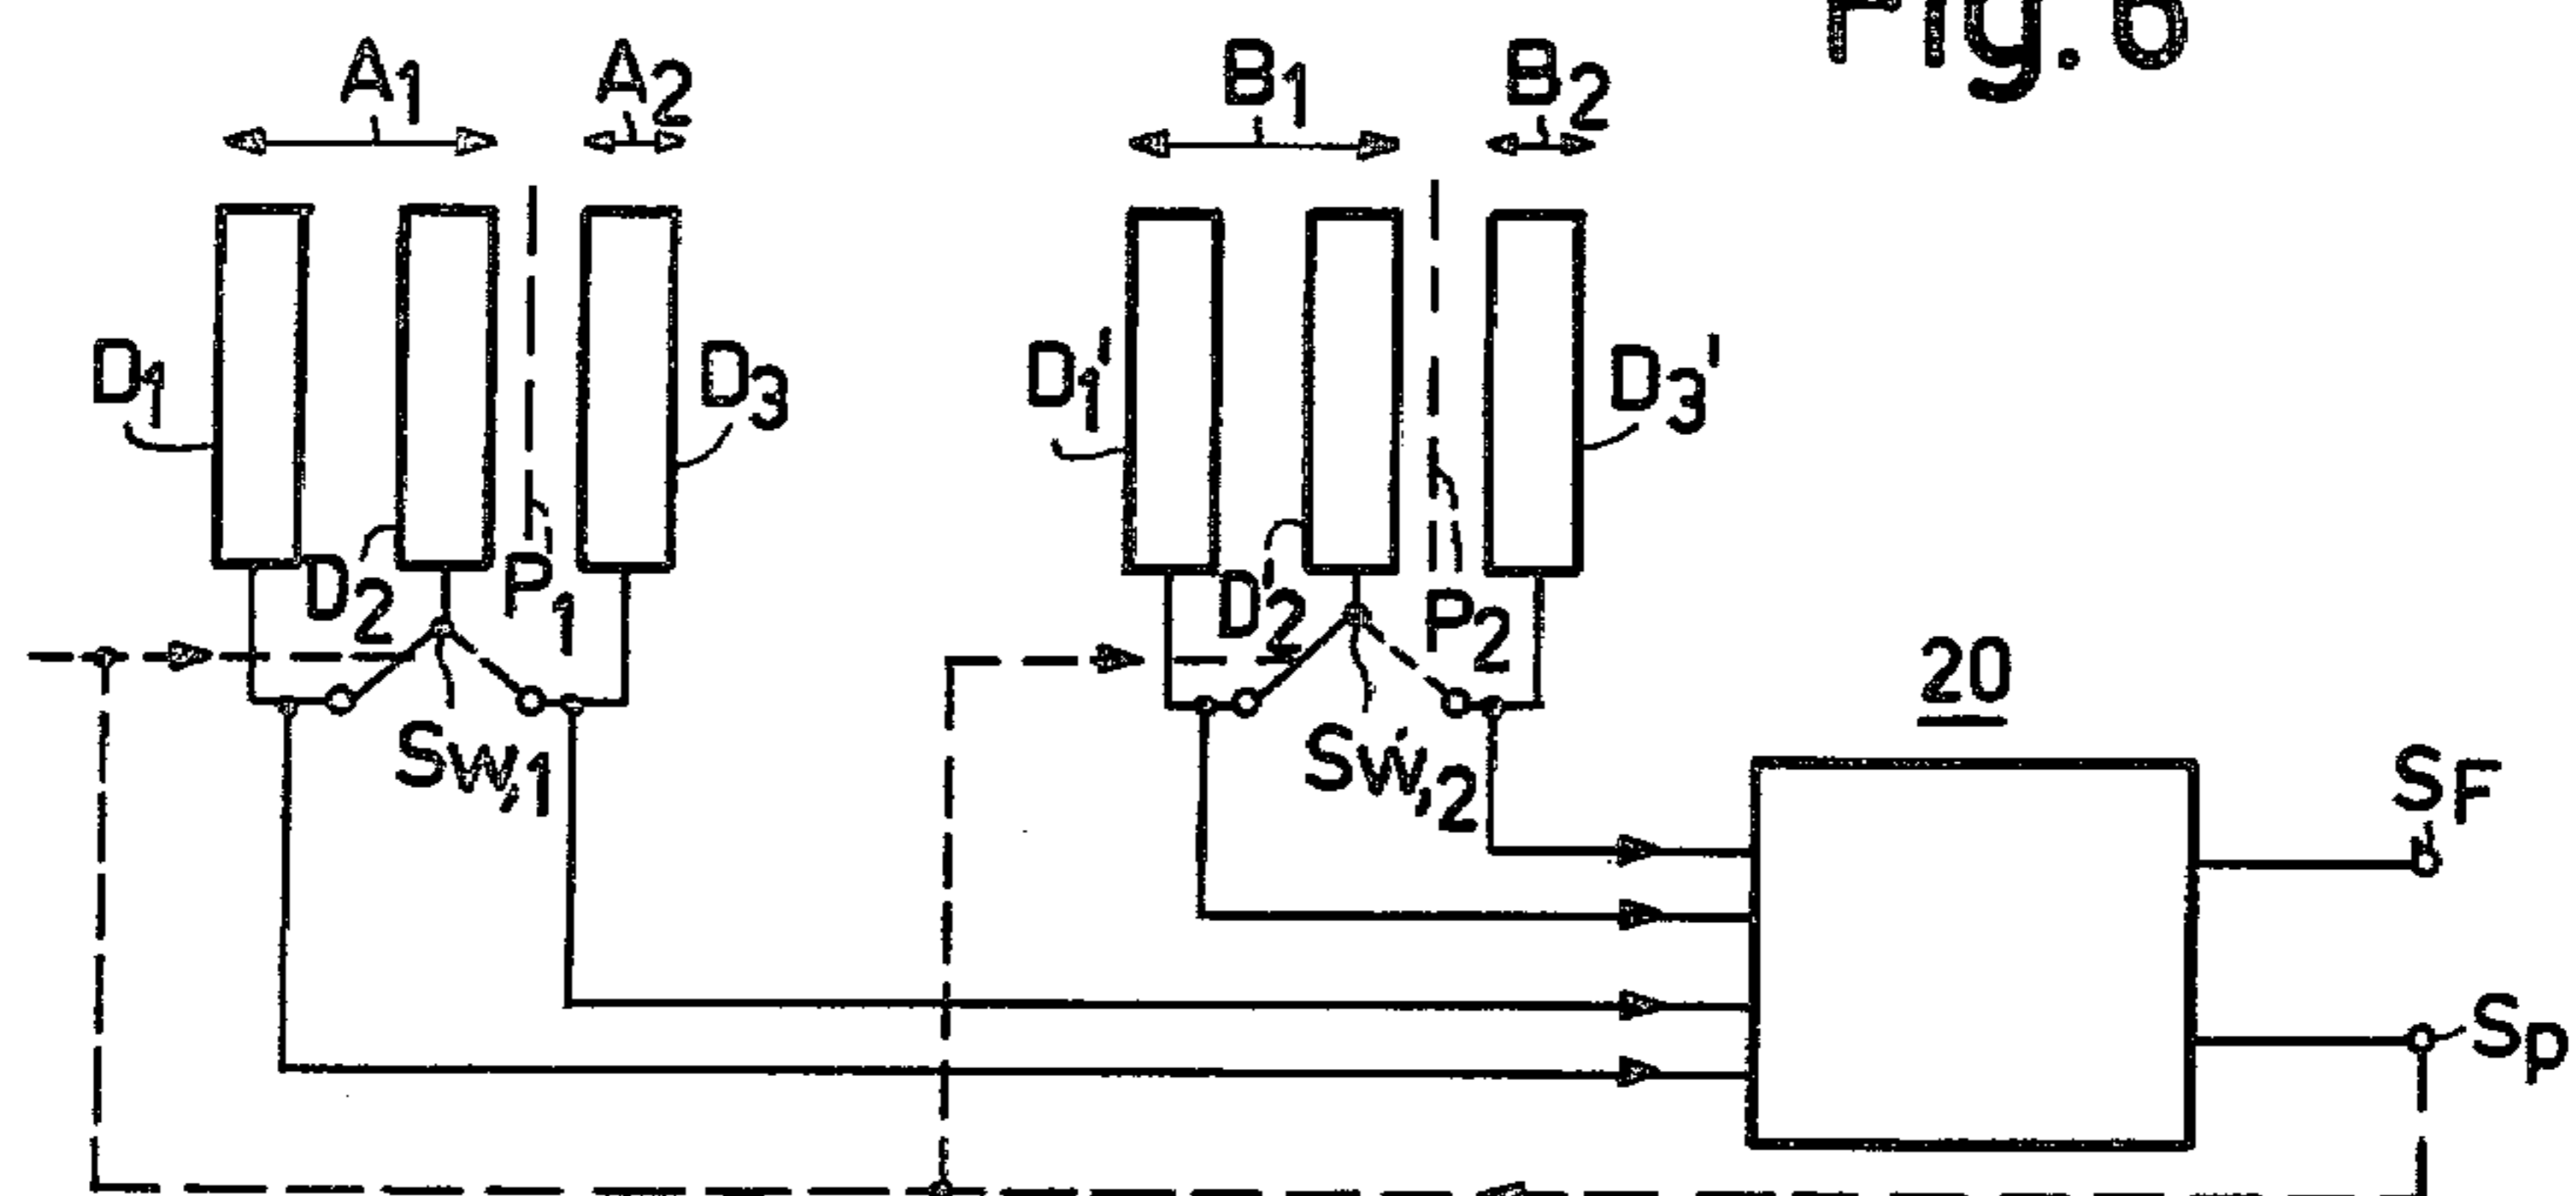 Fig. 6
A1 A2 B1 B2
D1 D3 D1' D3'
D2 P1 D2' P2
Sw,1 Sw,2
20
SF
Sp